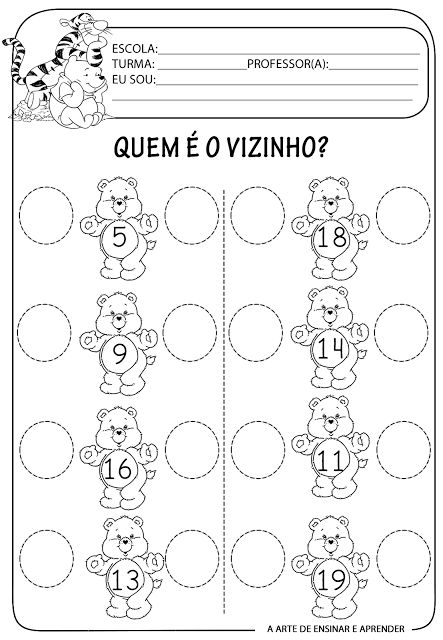 ESCOLA:
TURMA: PROFESSOR(A):
EU SOU:
QUEM É O VIZINHO?
5 18
9 14
16 11
13 19
A ARTE DE ENSINAR E APRENDER